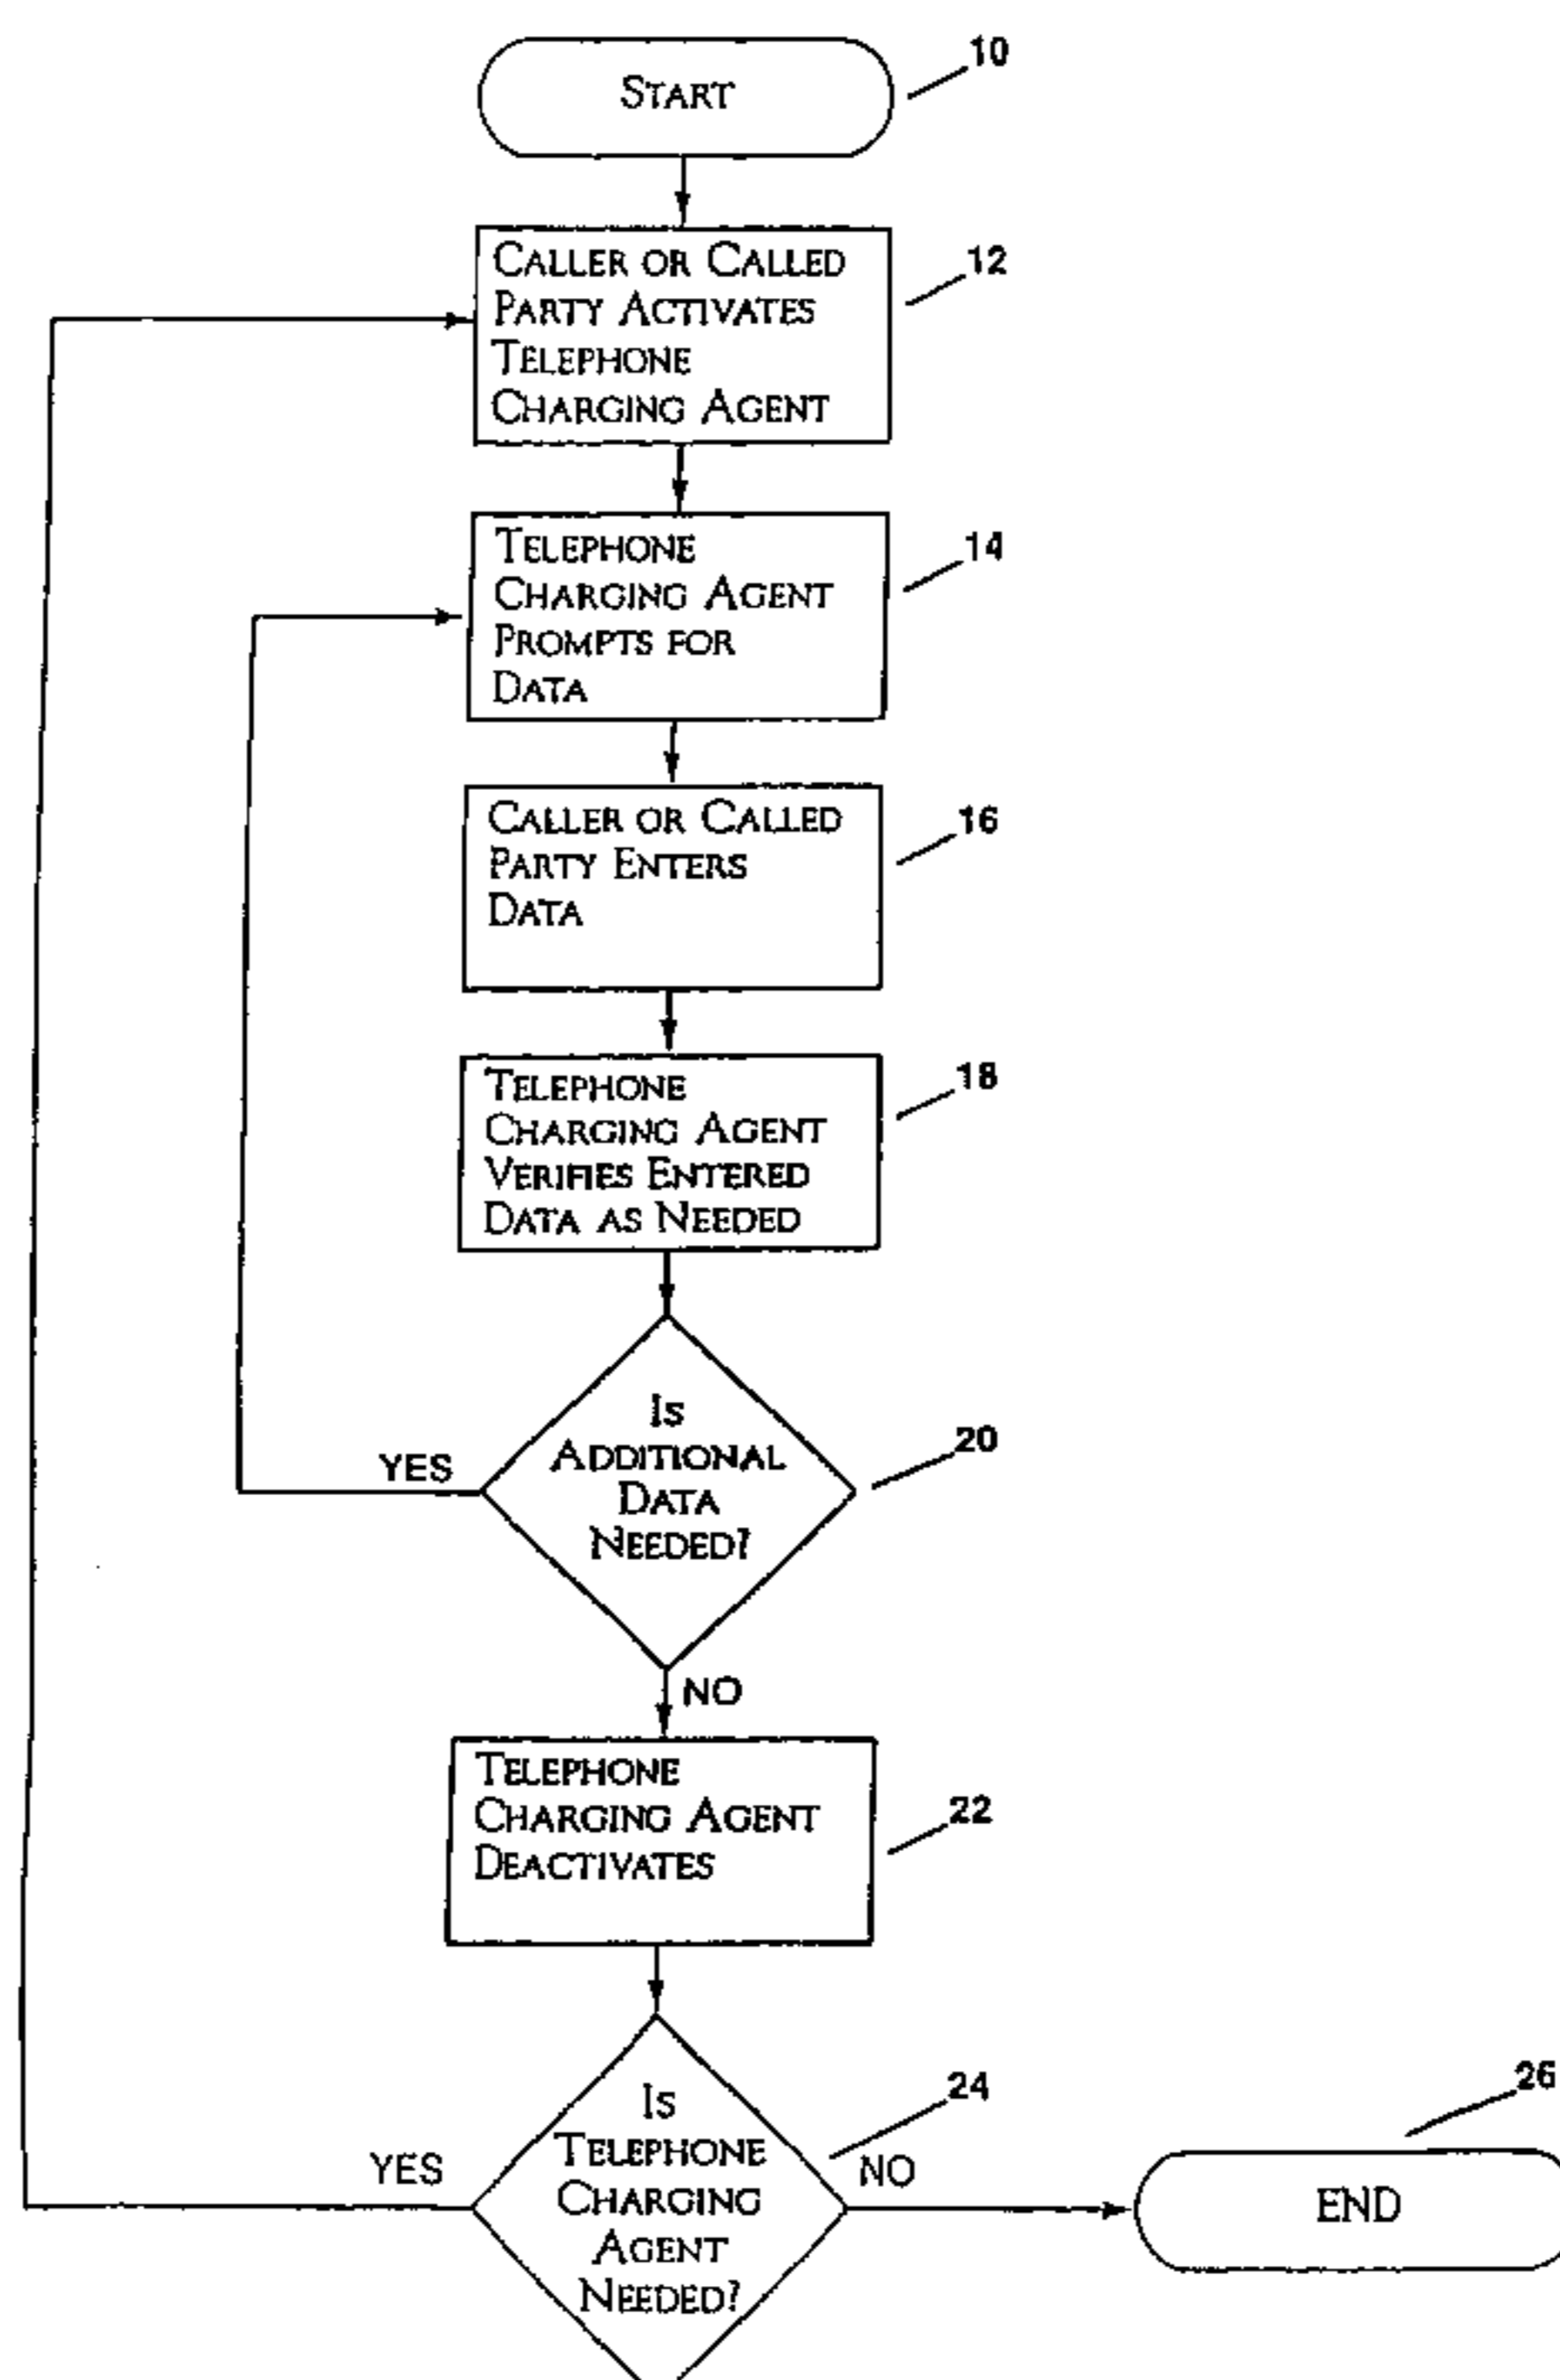 START
10
CALLER OR CALLED
PARTY ACTIVATES
TELEPHONE
CHARGING AGENT
12
TELEPHONE
CHARGING AGENT
PROMPTS FOR
DATA
14
CALLER OR CALLED
PARTY ENTERS
DATA
16
TELEPHONE
CHARGING AGENT
VERIFIES ENTERED
DATA AS NEEDED
18
IS
ADDITIONAL
DATA
NEEDED?
20
YES
NO
TELEPHONE
CHARGING AGENT
DEACTIVATES
22
IS
TELEPHONE
CHARGING
AGENT
NEEDED?
24
YES
NO
END
26